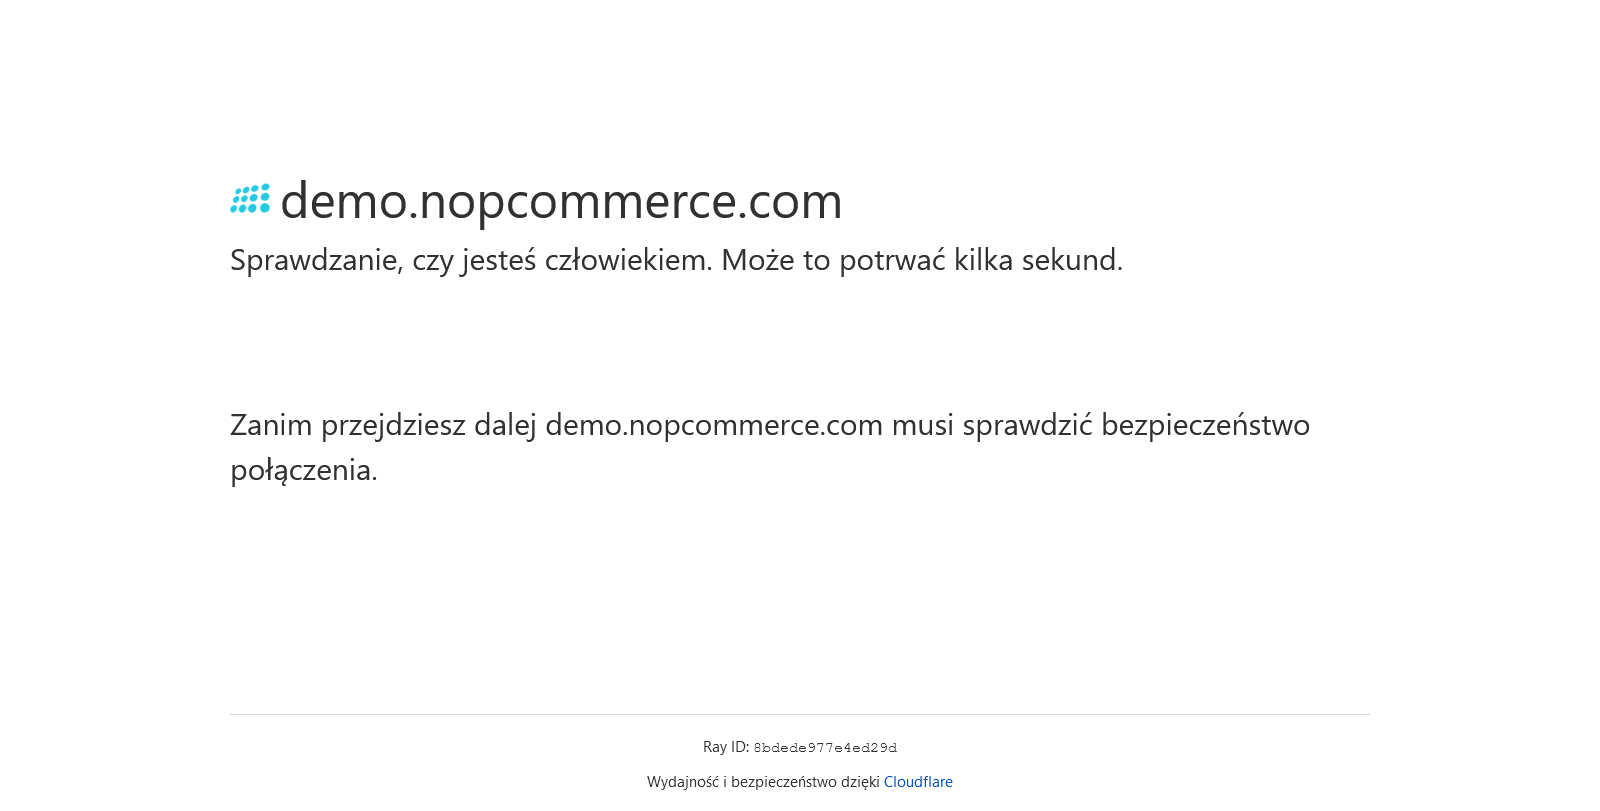 demo.nopcommerce.com
Sprawdzanie, czy jesteś człowiekiem. Może to potrwać kilka sekund.
Zanim przejdziesz dalej demo.nopcommerce.com musi sprawdzić bezpieczeństwo
połączenia.
Ray ID: 8bdede977e4ed29d
Wydajność i bezpieczeństwo dzięki Cloudflare